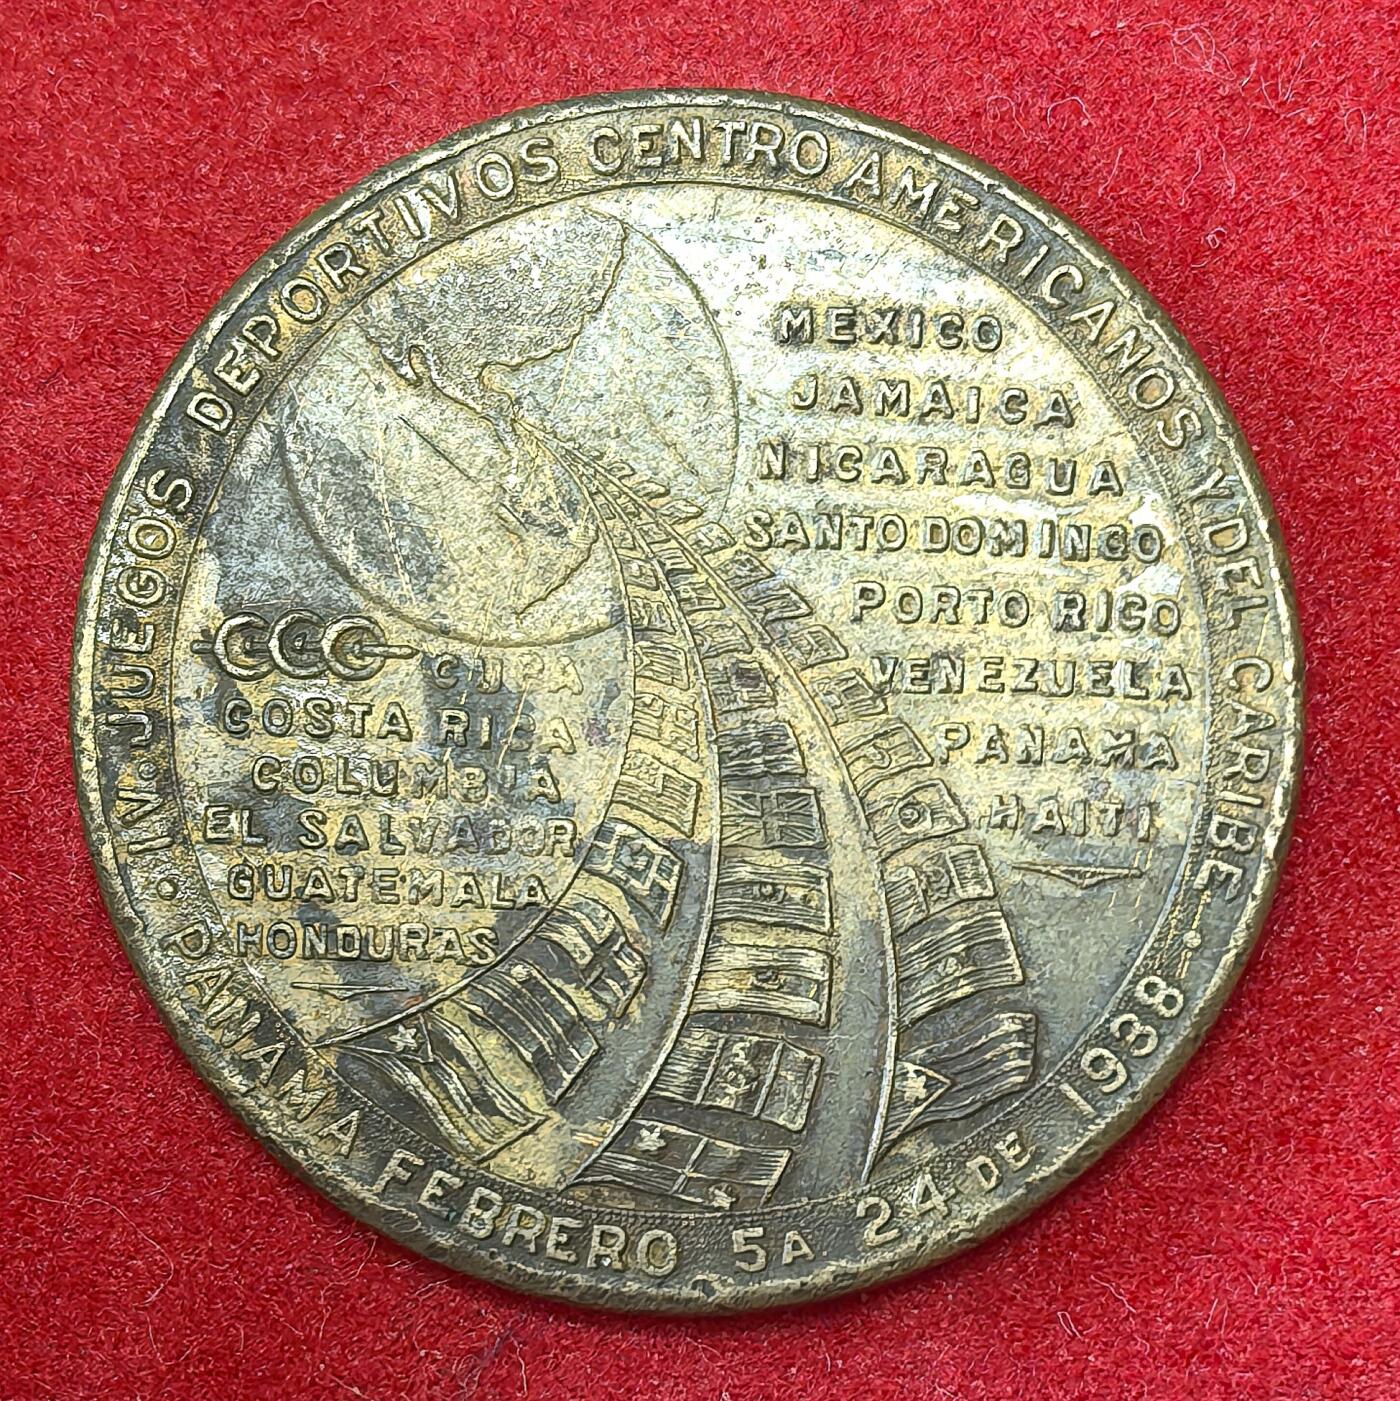 IV. JUEGOS DEPORTIVOS CENTRO AMERICANOS Y DEL CARIBE.
PANAMA FEBRERO 5 A 24 DE 1938
CUBA
COSTA RICA
COLUMBIA
EL SALVADOR
GUATEMALA
HONDURAS
MEXICO
JAMAICA
NICARAGUA
SANTO DOMINGO
PORTO RICO
VENEZUELA
PANAMA
HAITI